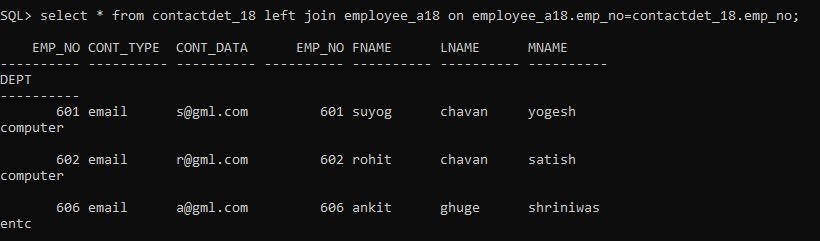 SQL> select * from contactdet_18 left join employee_a18 on employee_a18.emp_no=contactdet_18.emp_no;
EMP_NO CONT_TYPE CONT_DATA EMP_NO FNAME LNAME MNAME
---------- ---------- ---------- ---------- ---------- ---------- ----------
DEPT
----------
601 email s@gml.com 601 suyog chavan yogesh
computer
602 email r@gml.com 602 rohit chavan satish
computer
606 email a@gml.com 606 ankit ghuge shriniwas
entc